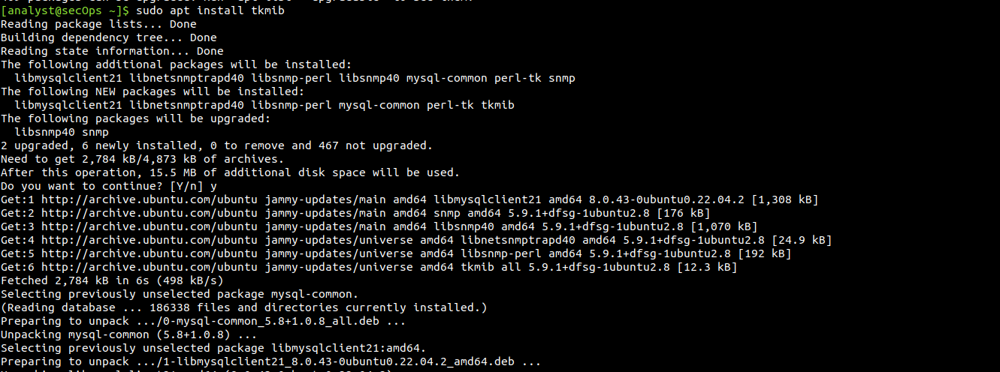 [analyst@secOps ~]$ sudo apt install tkmib
Reading package lists... Done
Building dependency tree... Done
Reading state information... Done
The following additional packages will be installed:
  libmysqlclient21 libnetsnmptrapd40 libsnmp-perl libsnmp40 mysql-common perl-tk snmp
The following NEW packages will be installed:
  libmysqlclient21 libnetsnmptrapd40 libsnmp-perl mysql-common perl-tk tkmib
The following packages will be upgraded:
  libsnmp40 snmp
2 upgraded, 6 newly installed, 0 to remove and 467 not upgraded.
Need to get 2,784 kB/4,873 kB of archives.
After this operation, 15.5 MB of additional disk space will be used.
Do you want to continue? [Y/n] y
Get:1 http://archive.ubuntu.com/ubuntu jammy-updates/main amd64 libmysqlclient21 amd64 8.0.43-0ubuntu0.22.04.2 [1,308 kB]
Get:2 http://archive.ubuntu.com/ubuntu jammy-updates/main amd64 snmp amd64 5.9.1+dfsg-1ubuntu2.8 [176 kB]
Get:3 http://archive.ubuntu.com/ubuntu jammy-updates/main amd64 libsnmp40 amd64 5.9.1+dfsg-1ubuntu2.8 [1,070 kB]
Get:4 http://archive.ubuntu.com/ubuntu jammy-updates/universe amd64 libnetsnmptrapd40 amd64 5.9.1+dfsg-1ubuntu2.8 [24.9 kB]
Get:5 http://archive.ubuntu.com/ubuntu jammy-updates/universe amd64 libsnmp-perl amd64 5.9.1+dfsg-1ubuntu2.8 [192 kB]
Get:6 http://archive.ubuntu.com/ubuntu jammy-updates/universe amd64 tkmib all 5.9.1+dfsg-1ubuntu2.8 [12.3 kB]
Fetched 2,784 kB in 6s (498 kB/s)
Selecting previously unselected package mysql-common.
(Reading database ... 186338 files and directories currently installed.)
Preparing to unpack .../0-mysql-common_5.8+1.0.8_all.deb ...
Unpacking mysql-common (5.8+1.0.8) ...
Selecting previously unselected package libmysqlclient21:amd64.
Preparing to unpack .../1-libmysqlclient21_8.0.43-0ubuntu0.22.04.2_amd64.deb ...